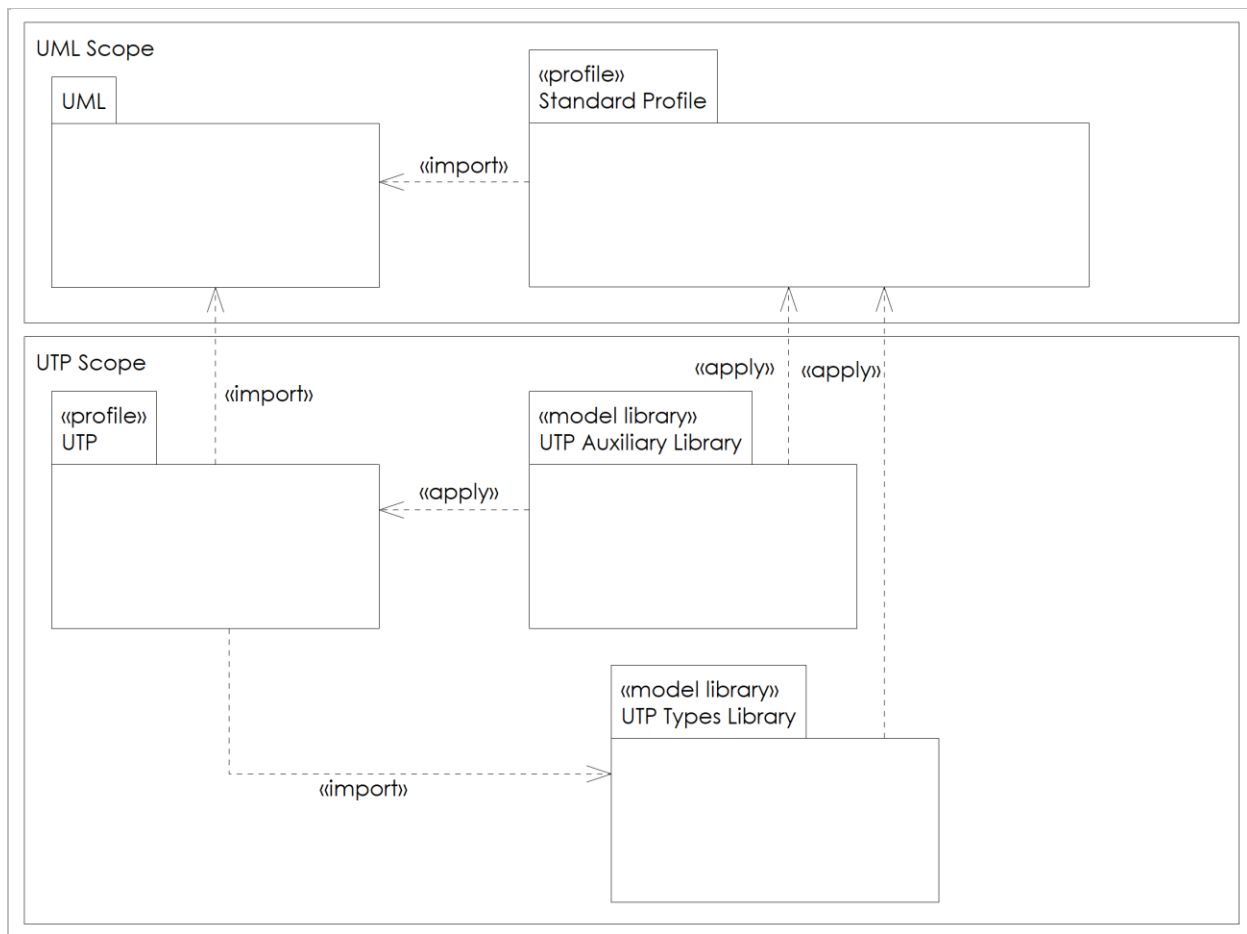 UML Scope
UML
«profile»
Standard Profile
«import»
UTP Scope
«import»
«apply»
«apply»
«profile»
UTP
«model library»
UTP Auxiliary Library
«apply»
«model library»
UTP Types Library
«import»